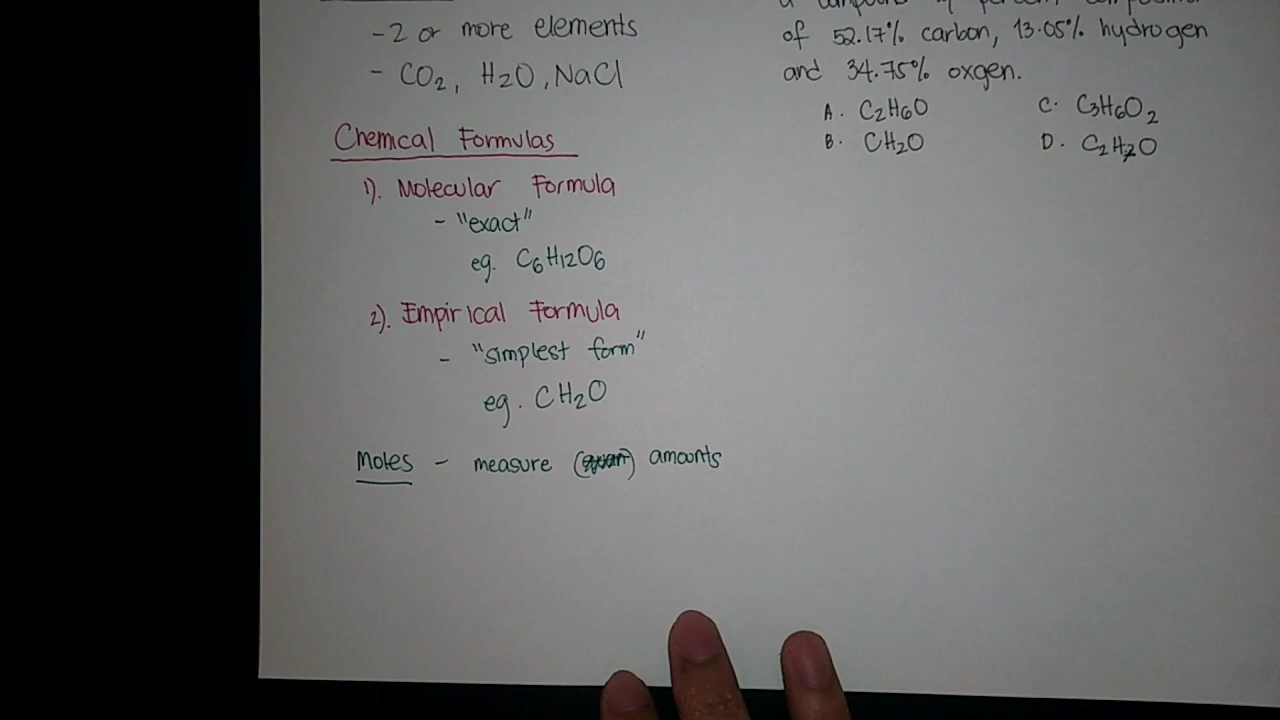 -2 or more elements
- CO2, H2O, NaCl
Chemical Formulas
1). Molecular Formula
- "exact"
eg. C6H12O6
2). Empirical Formula
- "simplest form"
eg. CH2O
Moles - measure () amounts
of 52.17% carbon, 13.05% hydrogen
and 34.75% oxgen.
A. C2H6O
B. CH2O
C. C3H6O2
D. C2H2O